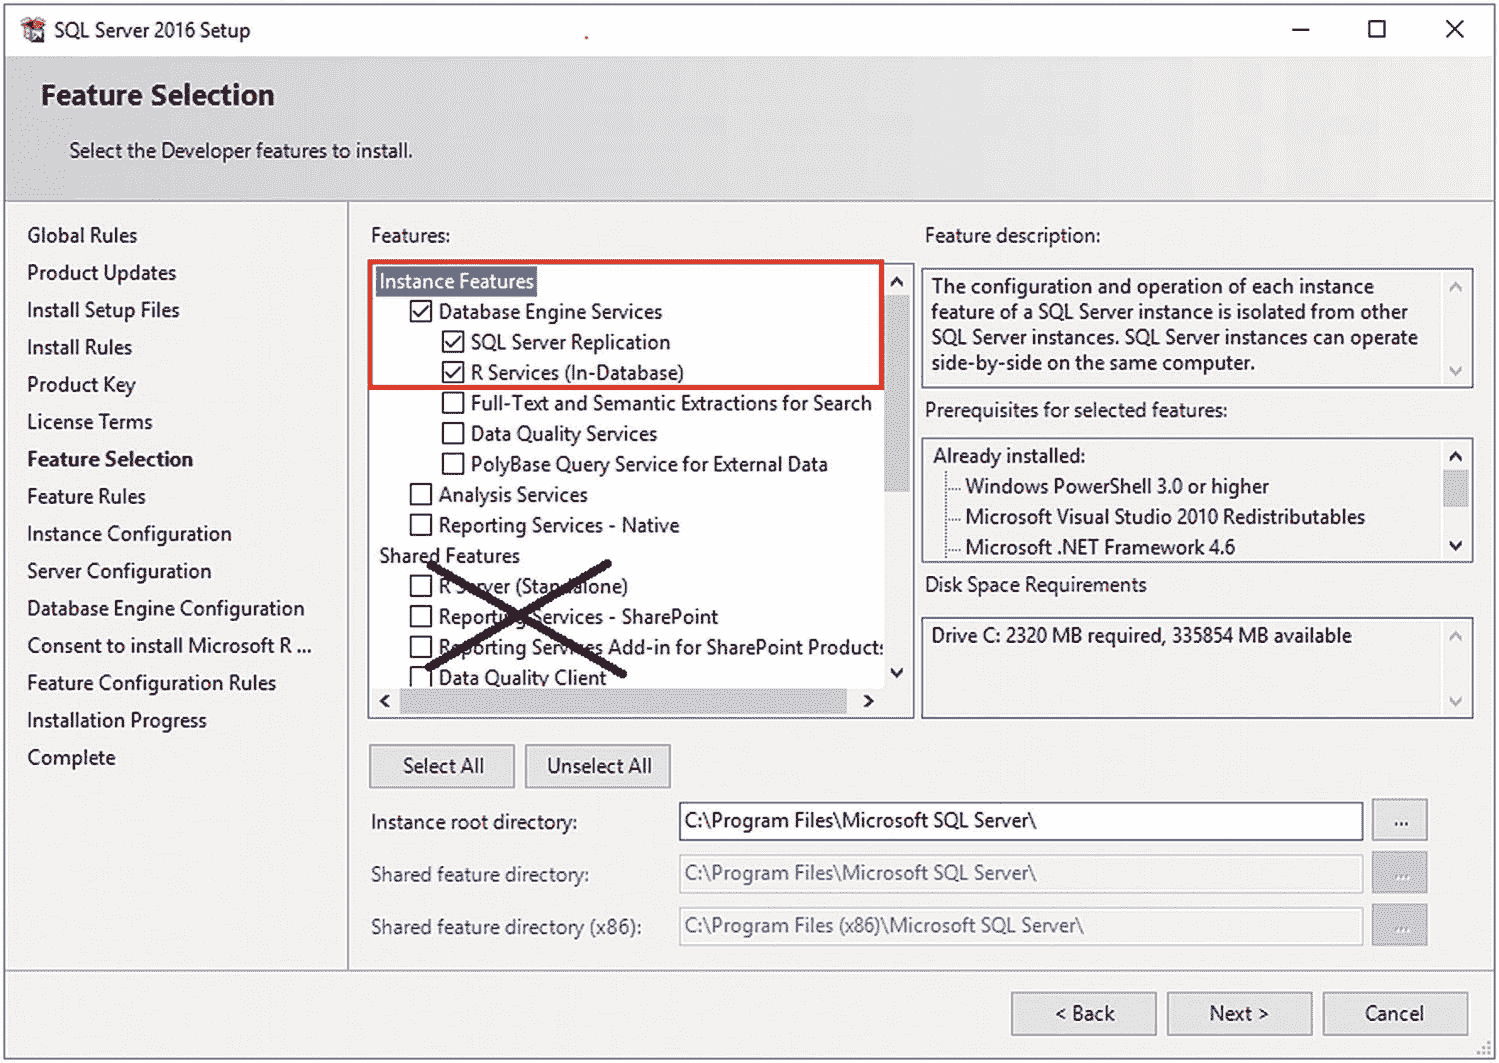 SQL Server 2016 Setup
Feature Selection
Select the Developer features to install.
Global Rules
Product Updates
Install Setup Files
Install Rules
Product Key
License Terms
Feature Selection
Feature Rules
Instance Configuration
Server Configuration
Database Engine Configuration
Consent to install Microsoft R ...
Feature Configuration Rules
Installation Progress
Complete
Features:
Instance Features
Database Engine Services
SQL Server Replication
R Services (In-Database)
Full-Text and Semantic Extractions for Search
Data Quality Services
PolyBase Query Service for External Data
Analysis Services
Reporting Services - Native
Shared Features
R Server (Standalone)
Reporting Services - SharePoint
Reporting Services Add-in for SharePoint Products
Data Quality Client
Select All
Unselect All
Feature description:
The configuration and operation of each instance
feature of a SQL Server instance is isolated from other
SQL Server instances. SQL Server instances can operate
side-by-side on the same computer.
Prerequisites for selected features:
Already installed:
Windows PowerShell 3.0 or higher
Microsoft Visual Studio 2010 Redistributables
Microsoft .NET Framework 4.6
Disk Space Requirements
Drive C: 2320 MB required, 335854 MB available
Instance root directory:
C:\Program Files\Microsoft SQL Server\
...
Shared feature directory:
C:\Program Files\Microsoft SQL Server\
...
Shared feature directory (x86):
C:\Program Files (x86)\Microsoft SQL Server\
...
< Back
Next >
Cancel